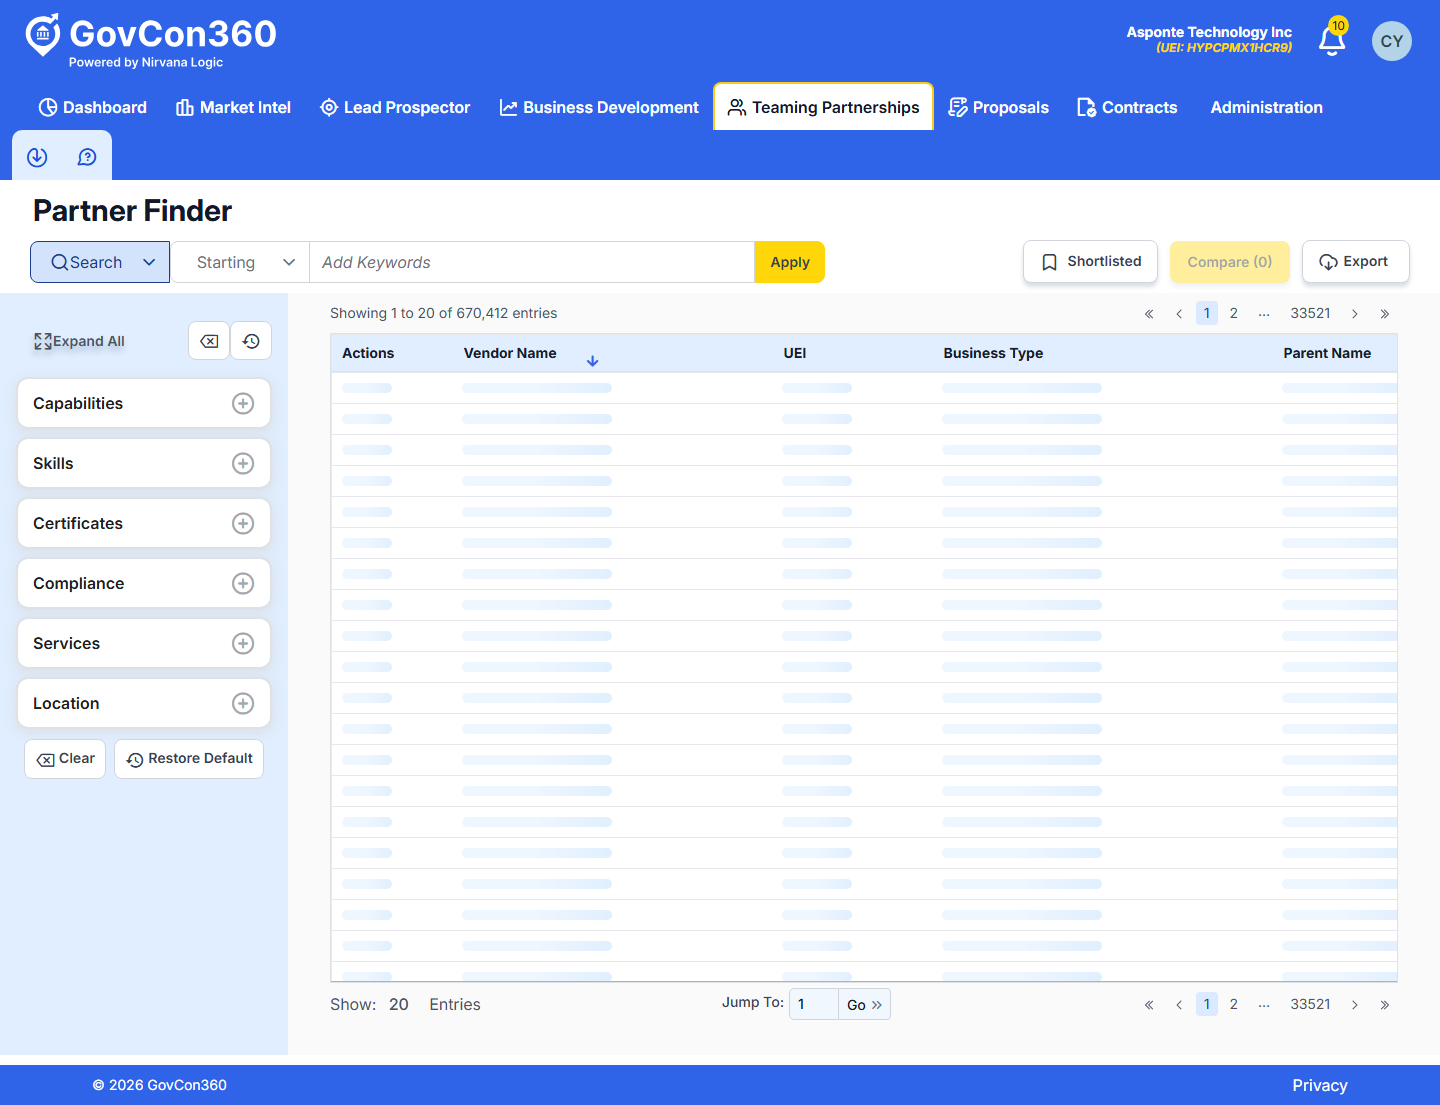 GovCon360
Powered by Nirvana Logic
Asponte Technology Inc
(UEI: HYPCPMX1HCR9)
10
CY
Dashboard
Market Intel
Lead Prospector
Business Development
Teaming Partnerships
Proposals
Contracts
Administration
Partner Finder
Search
Starting
Add Keywords
Apply
Shortlisted
Compare (0)
Export
Expand All
Capabilities
Skills
Certificates
Compliance
Services
Location
Clear
Restore Default
Showing 1 to 20 of 670,412 entries
« ‹ 1 2 ... 33521 › »
Actions Vendor Name UEI Business Type Parent Name
Show: 20 Entries
Jump To: 1 Go »
« ‹ 1 2 ... 33521 › »
© 2026 GovCon360
Privacy